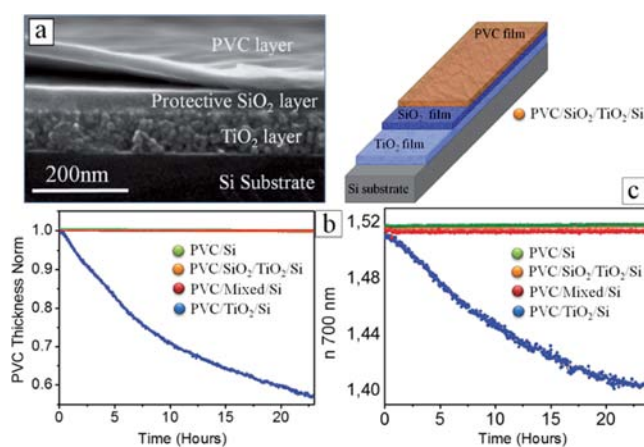 a
PVC layer
Protective SiO₂ layer
TiO₂ layer
200nm
Si Substrate
PVC film
SiO₂ film
TiO₂ film
Si substrate
PVC/SiO₂/TiO₂/Si
b
PVC/Si
PVC/SiO₂/TiO₂/Si
PVC/Mixed/Si
PVC/TiO₂/Si
PVC Thickness Norm
1.0
0.9
0.8
0.7
0.6
0 5 10 15 20
Time (Hours)
c
PVC/Si
PVC/SiO₂/TiO₂/Si
PVC/Mixed/Si
PVC/TiO₂/Si
n 700 nm
1,52
1,48
1,44
1,40
0 5 10 15 20
Time (Hours)